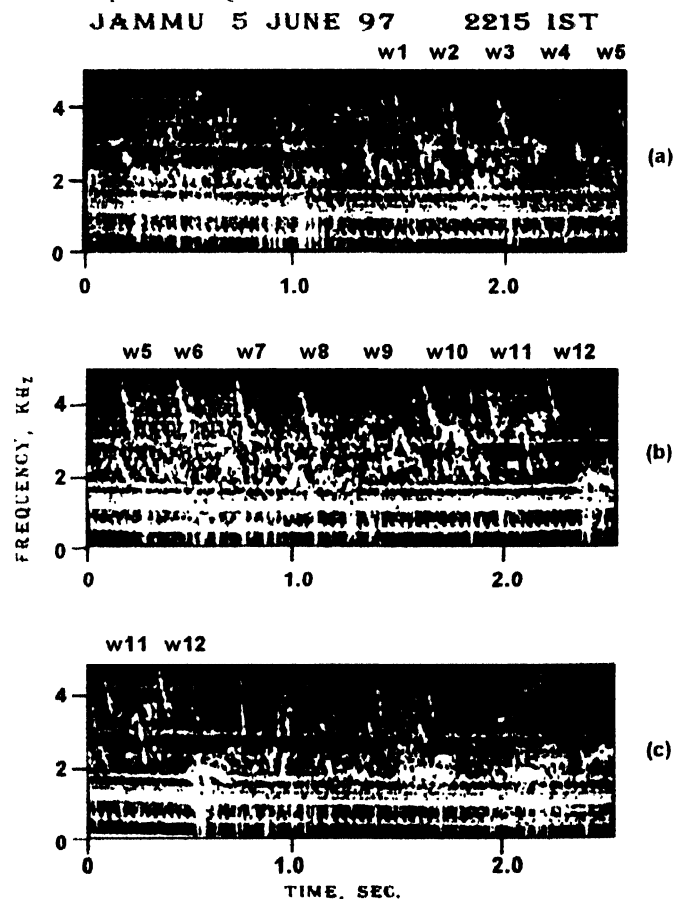 JAMMU 5 JUNE 97 2215 IST
w1 w2 w3 w4 w5
4
2
0
(a)
0 1.0 2.0
w5 w6 w7 w8 w9 w10 w11 w12
4
2
0
(b)
0 1.0 2.0
FREQUENCY, KHz
w11 w12
4
2
0
(c)
0 1.0 2.0
TIME, SEC.